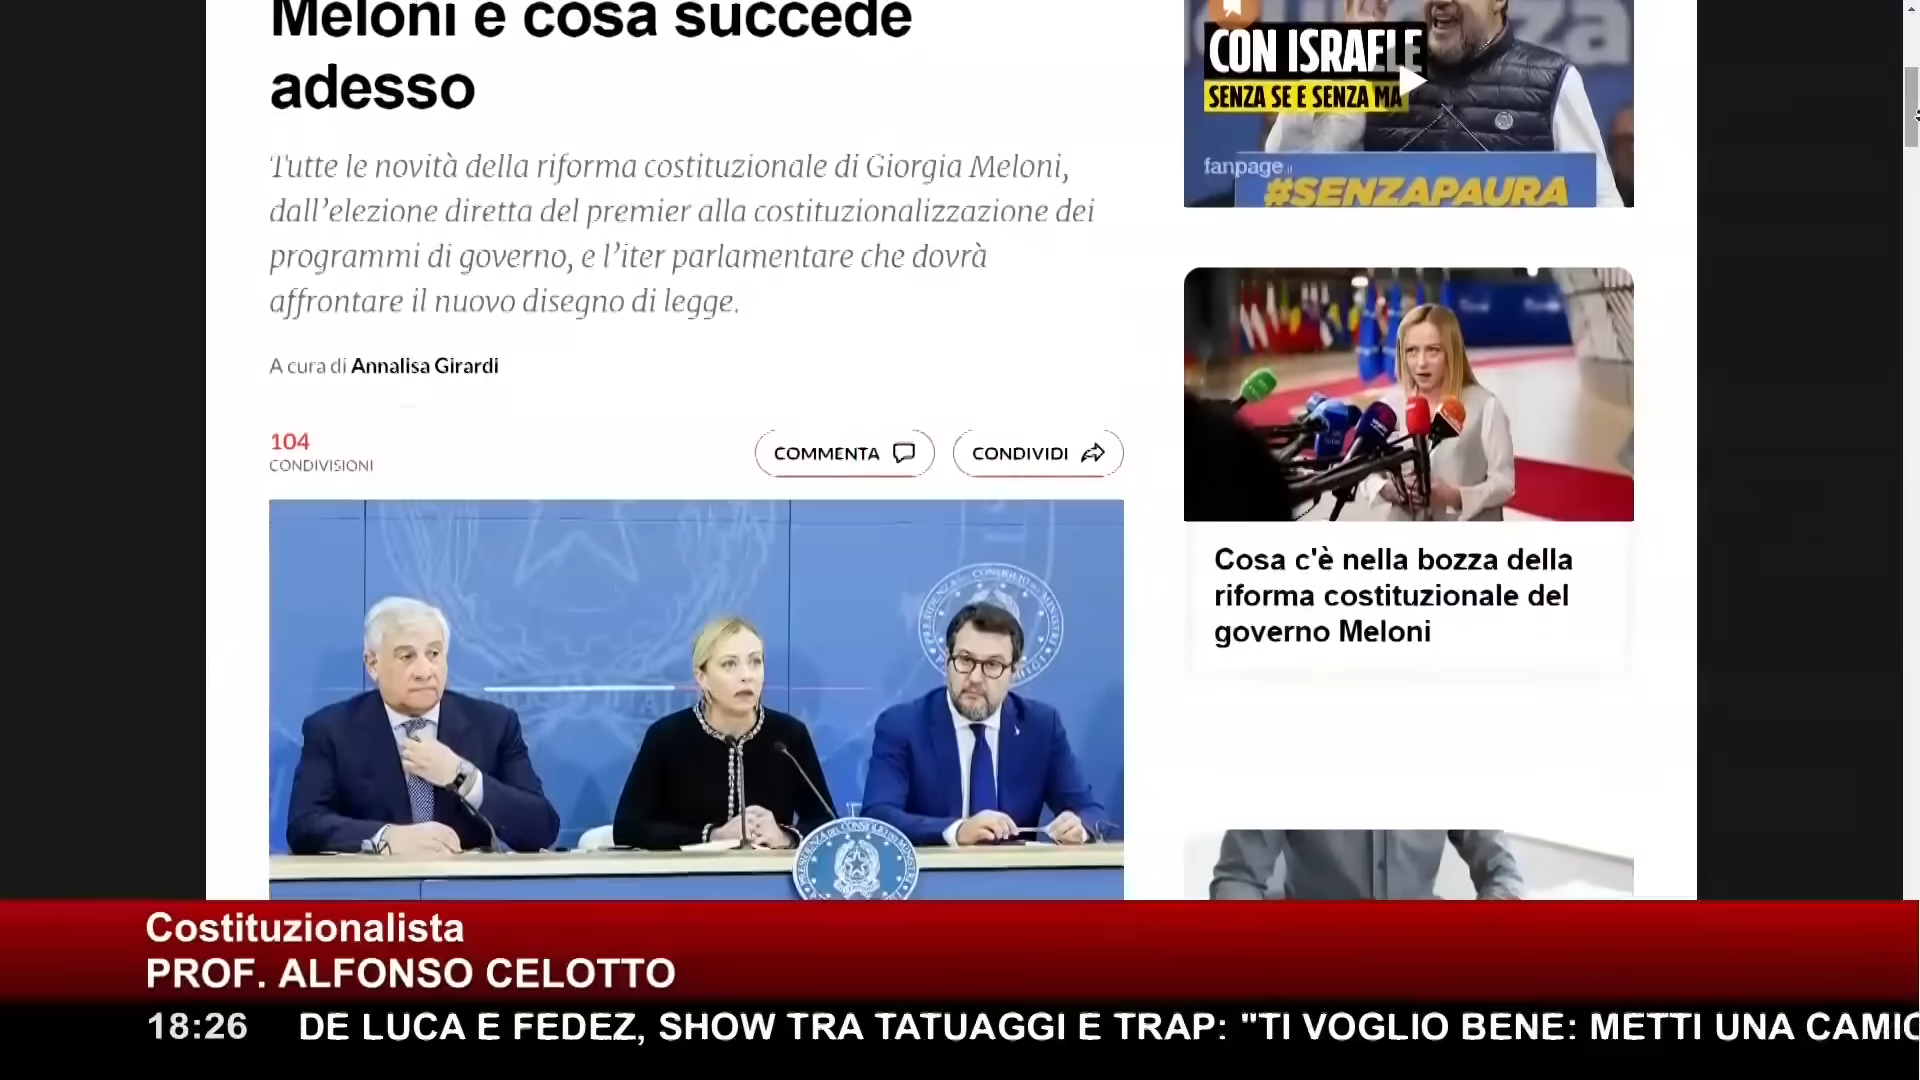 Meloni e cosa succede
adesso
Tutte le novità della riforma costituzionale di Giorgia Meloni,
dall’elezione diretta del premier alla costituzionalizzazione dei
programmi di governo, e l’iter parlamentare che dovrà
affrontare il nuovo disegno di legge.
A cura di Annalisa Girardi
104
CONDIVISIONI
COMMENTA
CONDIVIDI
CON ISRAELE
SENZA SE E SENZA MA
fanpage.it
#SENZAPAURA
Cosa c'è nella bozza della
riforma costituzionale del
governo Meloni
Costituzionalista
PROF. ALFONSO CELOTTO
18:26 DE LUCA E FEDEZ, SHOW TRA TATUAGGI E TRAP: "TI VOGLIO BENE: METTI UNA CAMIC